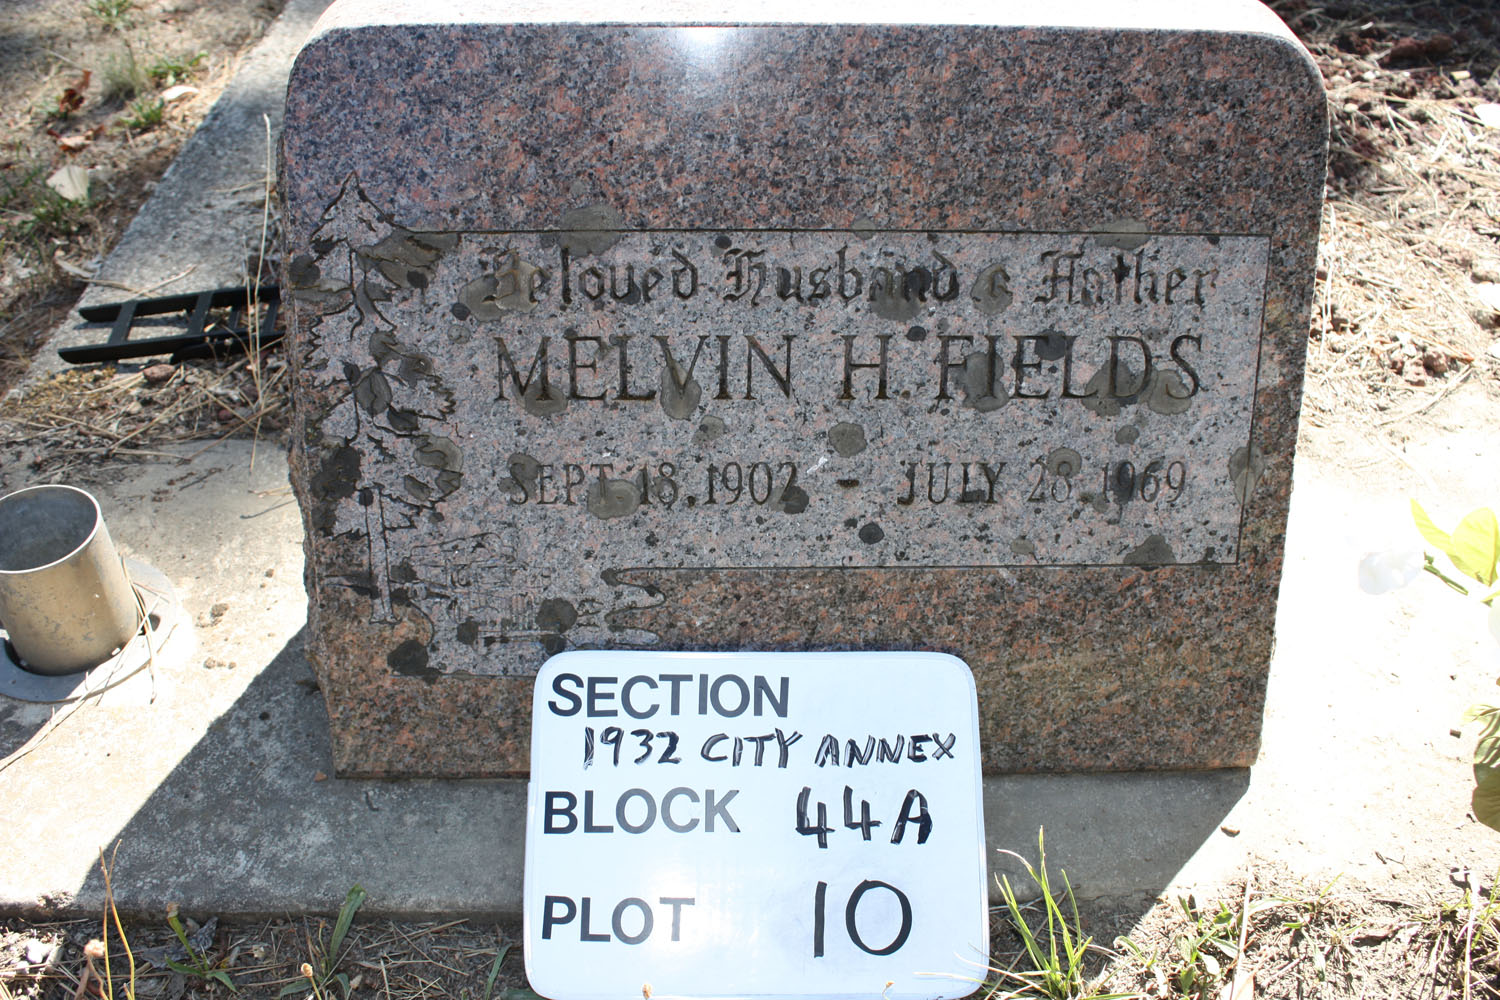 Beloved Husband & Father
MELVIN H. FIELDS
SEPT. 18, 1902 - JULY 28, 1969
SECTION
1932 CITY ANNEX
BLOCK 44A
PLOT 10